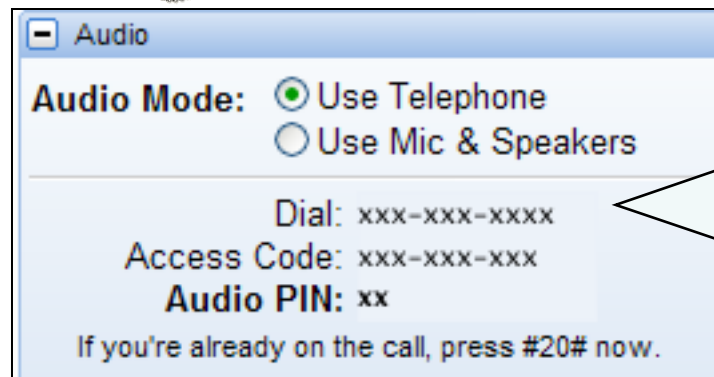 Audio
Audio Mode: Use Telephone
Use Mic & Speakers
Dial: xxx-xxx-xxxx
Access Code: xxx-xxx-xxx
Audio PIN: xx
If you're already on the call, press #20# now.